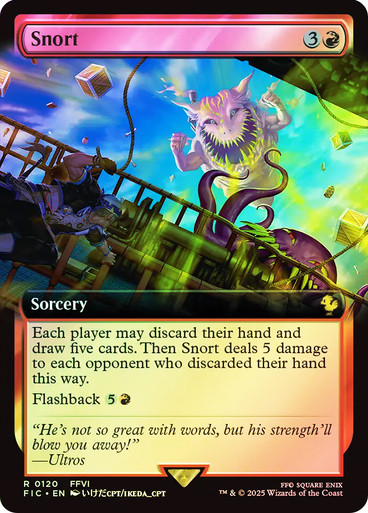 Snort 3
Sorcery
Each player may discard their hand and
draw five cards. Then Snort deals 5 damage
to each opponent who discarded their hand
this way.
Flashback 5
“He’s not so great with words, but his strength’ll
blow you away!”
—Ultros
R 0120 FFVI
FIC • EN いけだCPT/IKEDA_CPT
FF© SQUARE ENIX
™ & © 2025 Wizards of the Coast